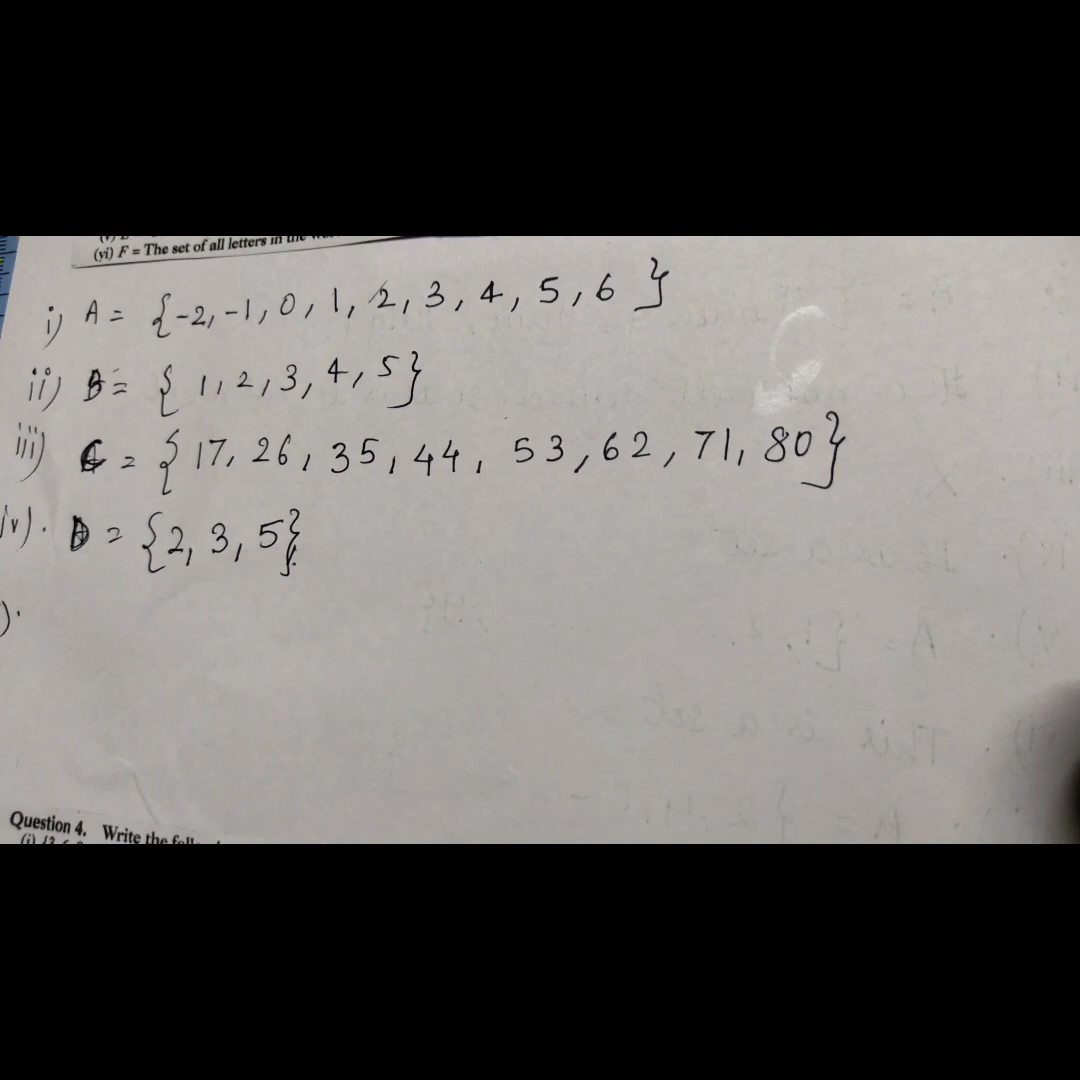 (vi) F = The set of all letters in the
i) A = {-2, -1, 0, 1, 2, 3, 4, 5, 6 }
ii) B = { 1, 2, 3, 4, 5}
iii) C = {17, 26, 35, 44, 53, 62, 71, 80}
iv). D = {2, 3, 5}.
).
Question 4. Write the
(i)